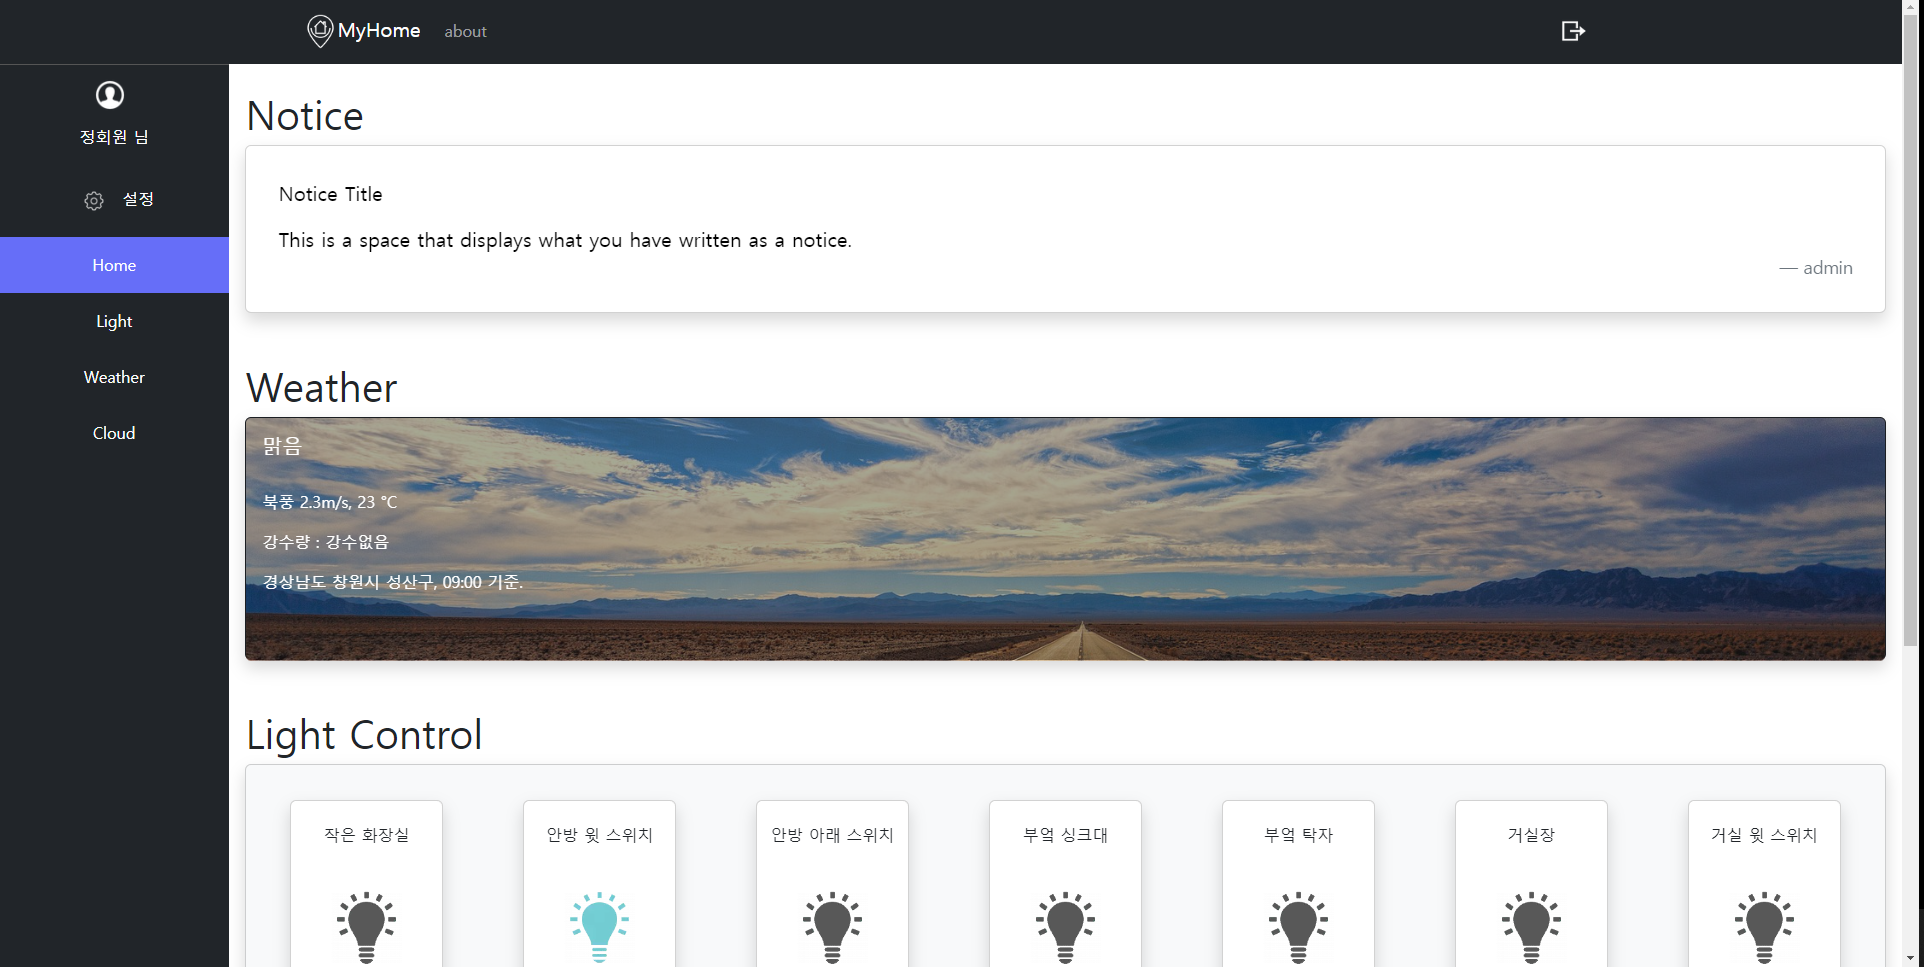 MyHome about
정회원 님
설정
Home
Light
Weather
Cloud
Notice
Notice Title
This is a space that displays what you have written as a notice.
— admin
Weather
맑음
북풍 2.3m/s, 23 ℃
강수량 : 강수없음
경상남도 창원시 성산구, 09:00 기준.
Light Control
작은 화장실
안방 윗 스위치
안방 아래 스위치
부엌 싱크대
부엌 탁자
거실장
거실 윗 스위치